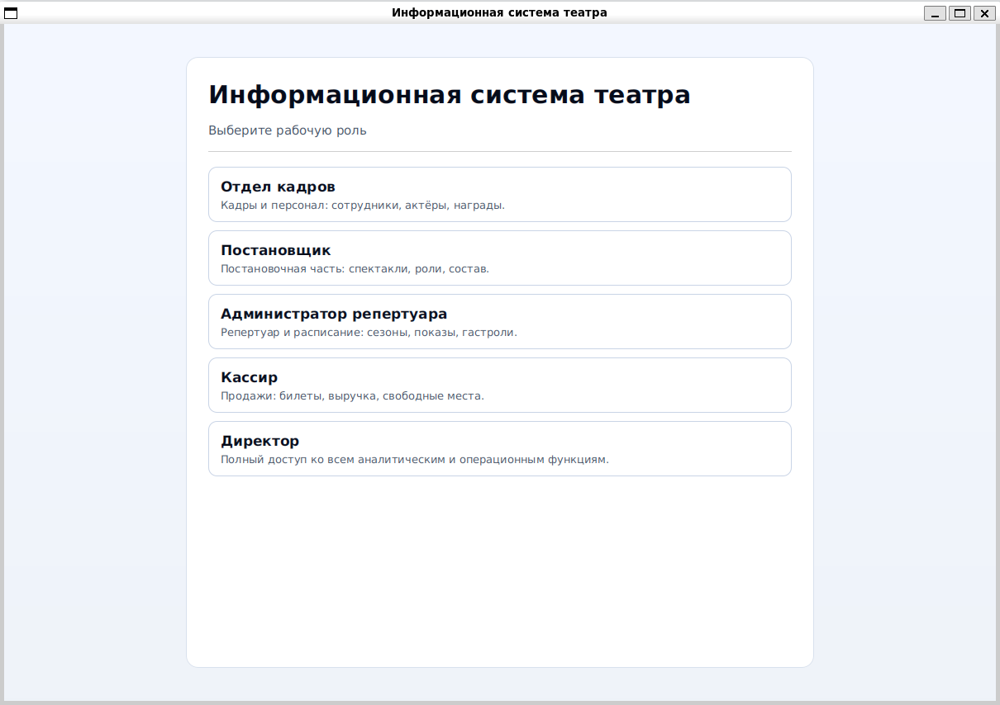 Информационная система театра
Информационная система театра
Выберите рабочую роль
Отдел кадров
Кадры и персонал: сотрудники, актёры, награды.
Постановщик
Постановочная часть: спектакли, роли, состав.
Администратор репертуара
Репертуар и расписание: сезоны, показы, гастроли.
Кассир
Продажи: билеты, выручка, свободные места.
Директор
Полный доступ ко всем аналитическим и операционным функциям.